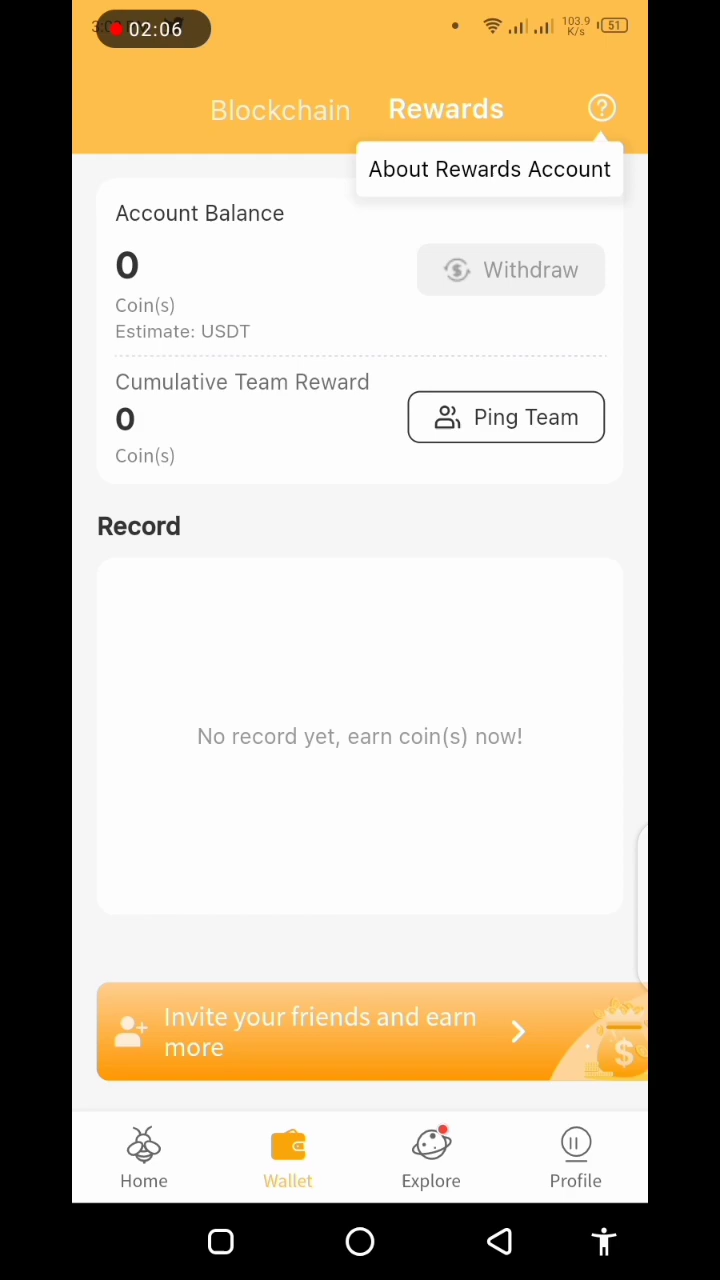 02:06
103.9
K/s
51
Blockchain
Rewards
?
About Rewards Account
Account Balance
0
$ Withdraw
Coin(s)
Estimate: USDT
Cumulative Team Reward
0
Ping Team
Coin(s)
Record
No record yet, earn coin(s) now!
Invite your friends and earn
more
$
Home
Wallet
Explore
Profile